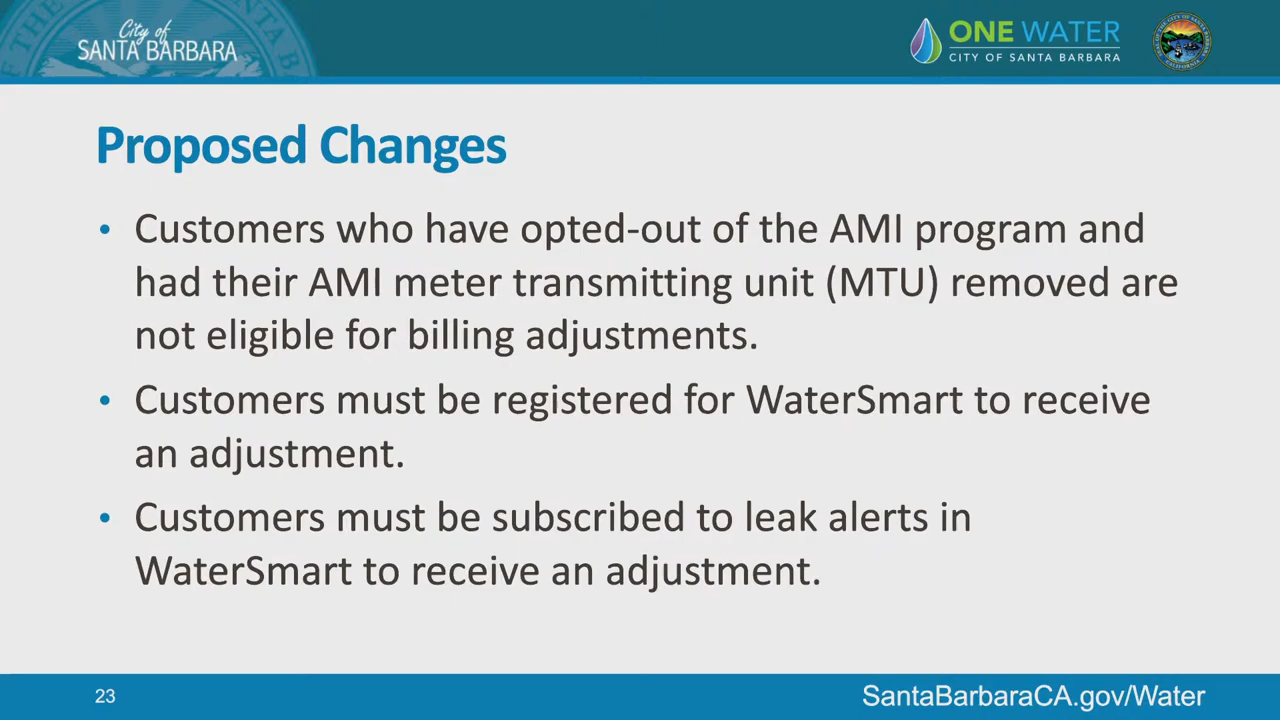 City of
SANTA BARBARA
ONE WATER
CITY OF SANTA BARBARA
Proposed Changes
• Customers who have opted-out of the AMI program and
had their AMI meter transmitting unit (MTU) removed are
not eligible for billing adjustments.
• Customers must be registered for WaterSmart to receive
an adjustment.
• Customers must be subscribed to leak alerts in
WaterSmart to receive an adjustment.
23
SantaBarbaraCA.gov/Water